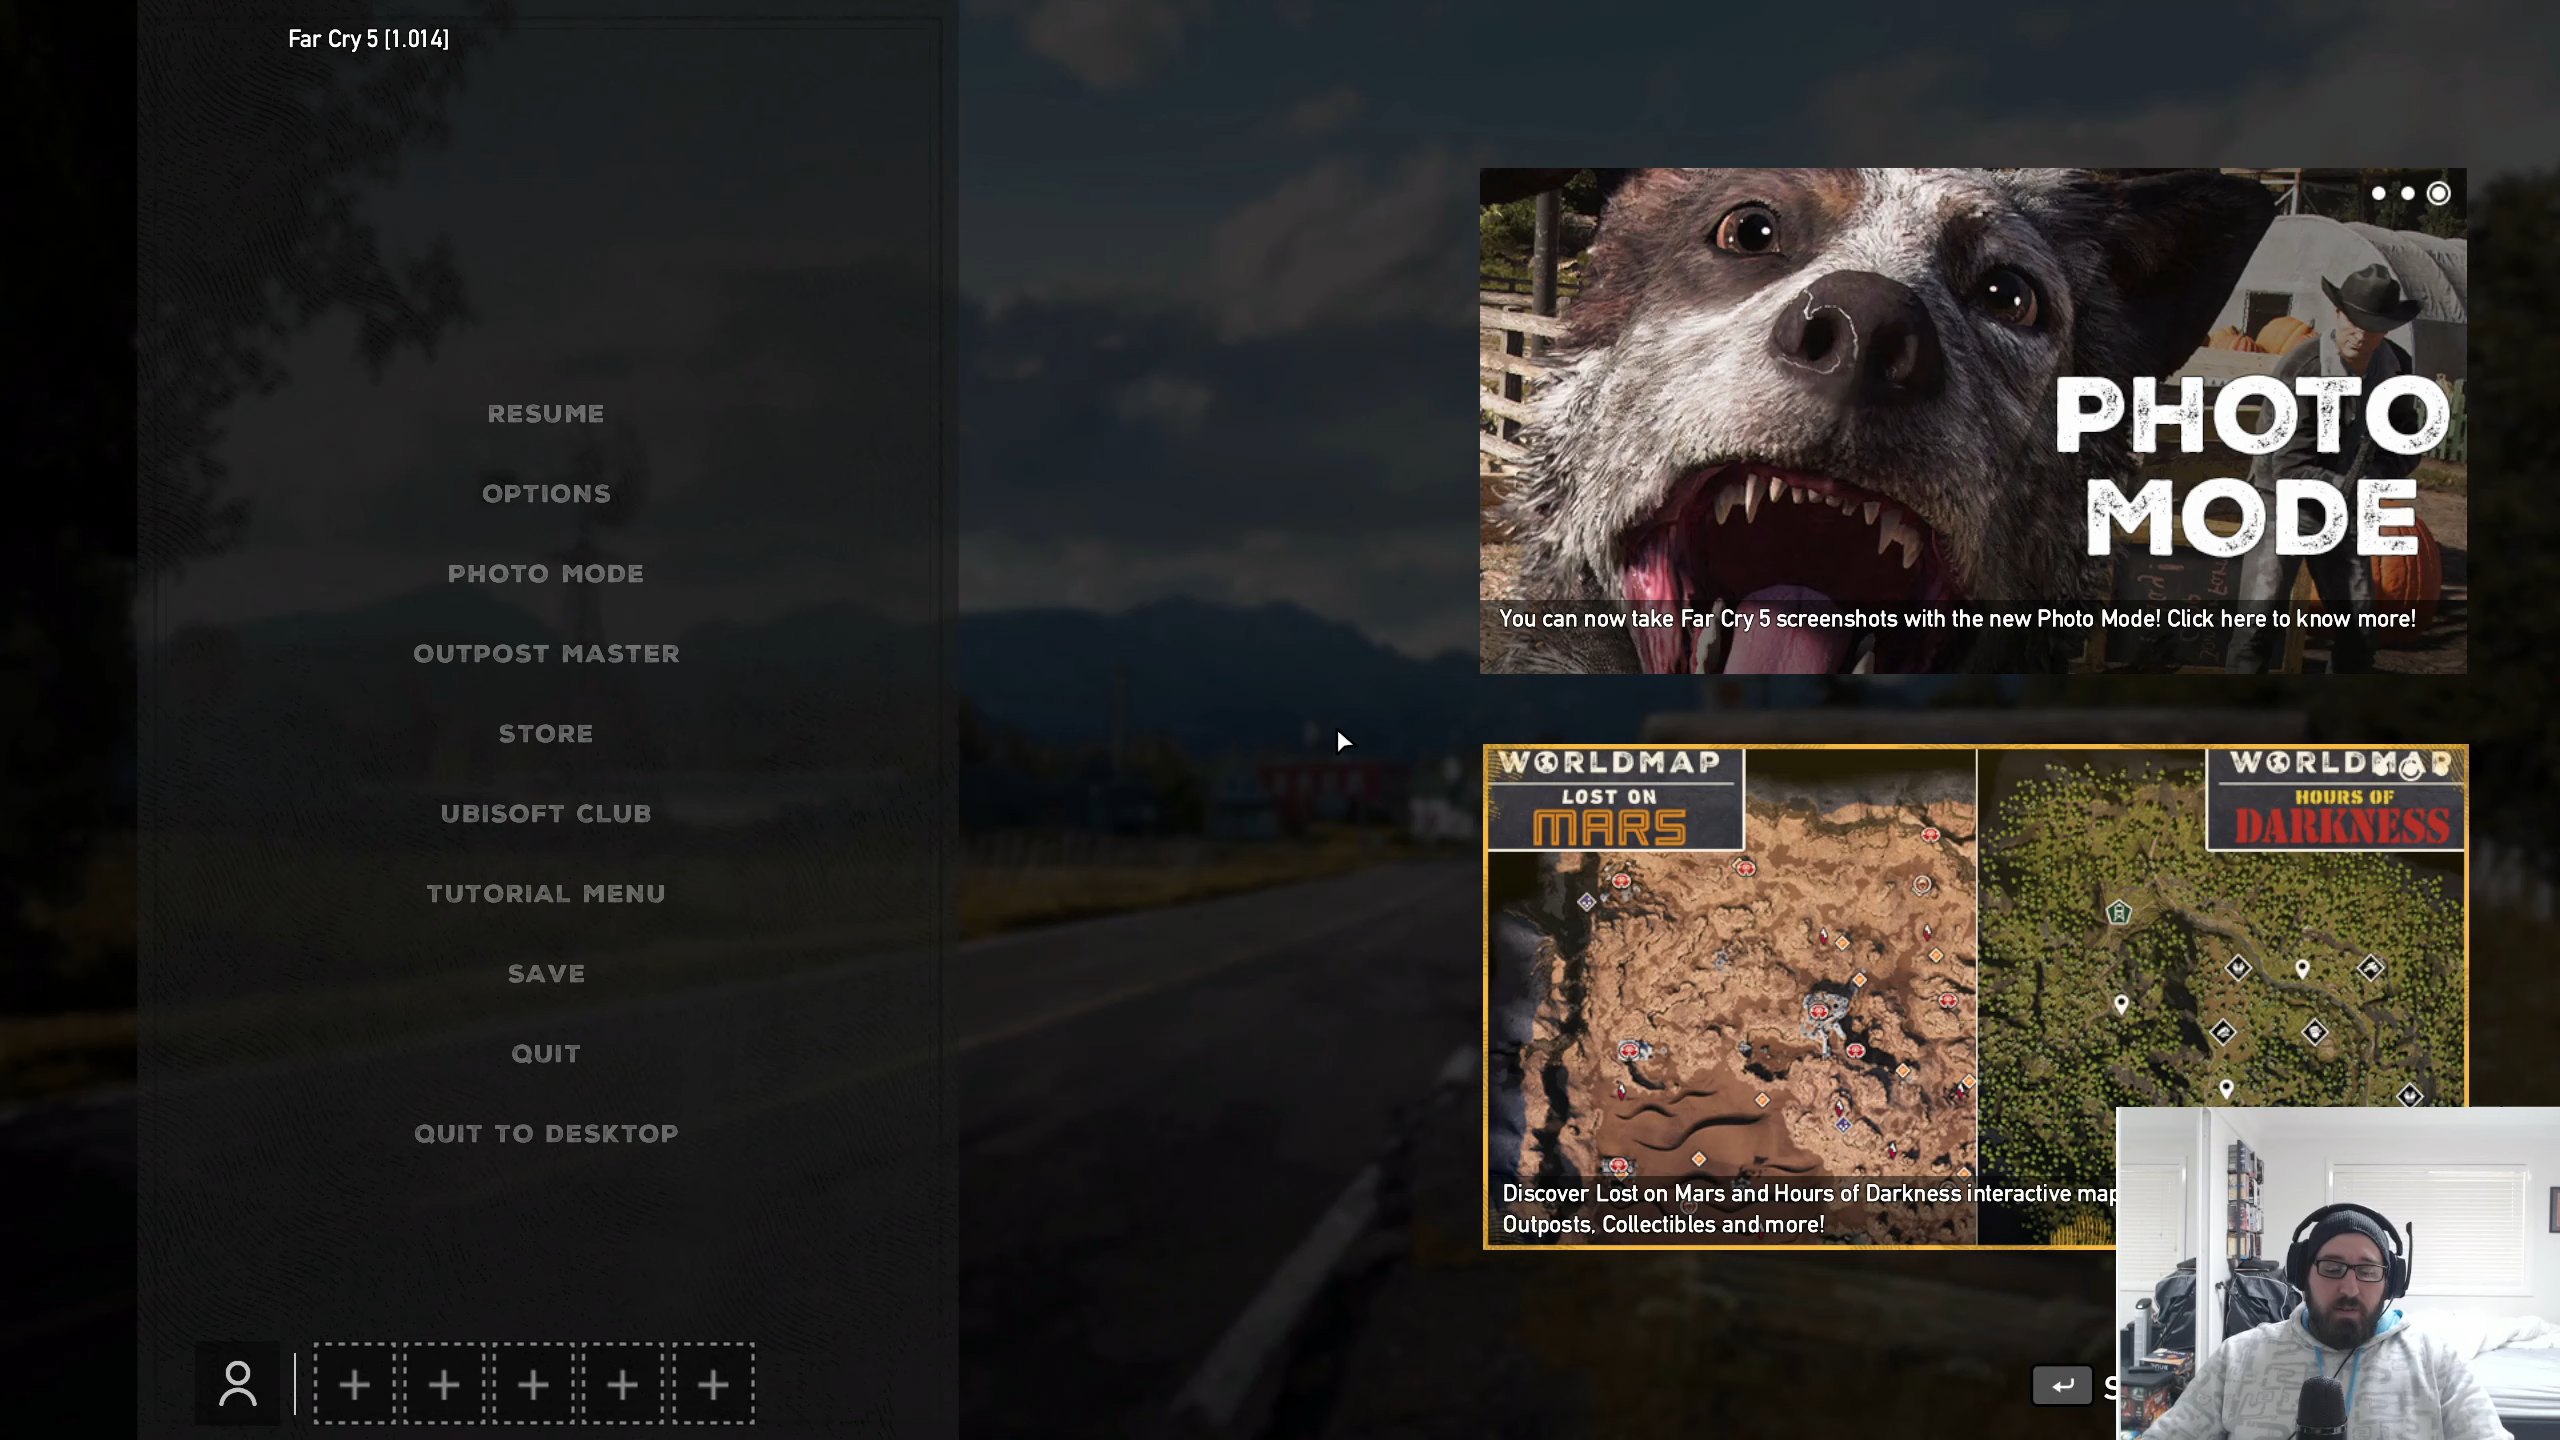 Far Cry 5 [1.014]
RESUME
OPTIONS
PHOTO MODE
OUTPOST MASTER
STORE
UBISOFT CLUB
TUTORIAL MENU
SAVE
QUIT
QUIT TO DESKTOP
PHOTO
MODE
You can now take Far Cry 5 screenshots with the new Photo Mode! Click here to know more!
WORLDMAP
LOST ON
MARS
WORLDMAP
HOURS OF
DARKNESS
Discover Lost on Mars and Hours of Darkness interactive map
Outposts, Collectibles and more!